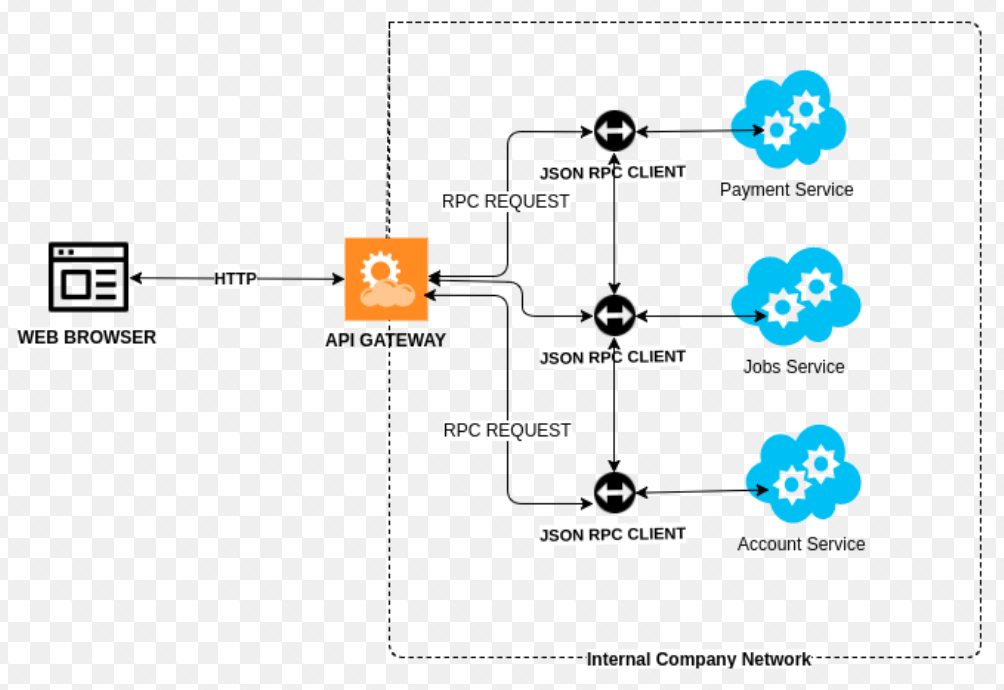 JSON RPC CLIENT
Payment Service
RPC REQUEST
HTTP
WEB BROWSER
API GATEWAY
JSON RPC CLIENT
Jobs Service
RPC REQUEST
JSON RPC CLIENT
Account Service
Internal Company Network